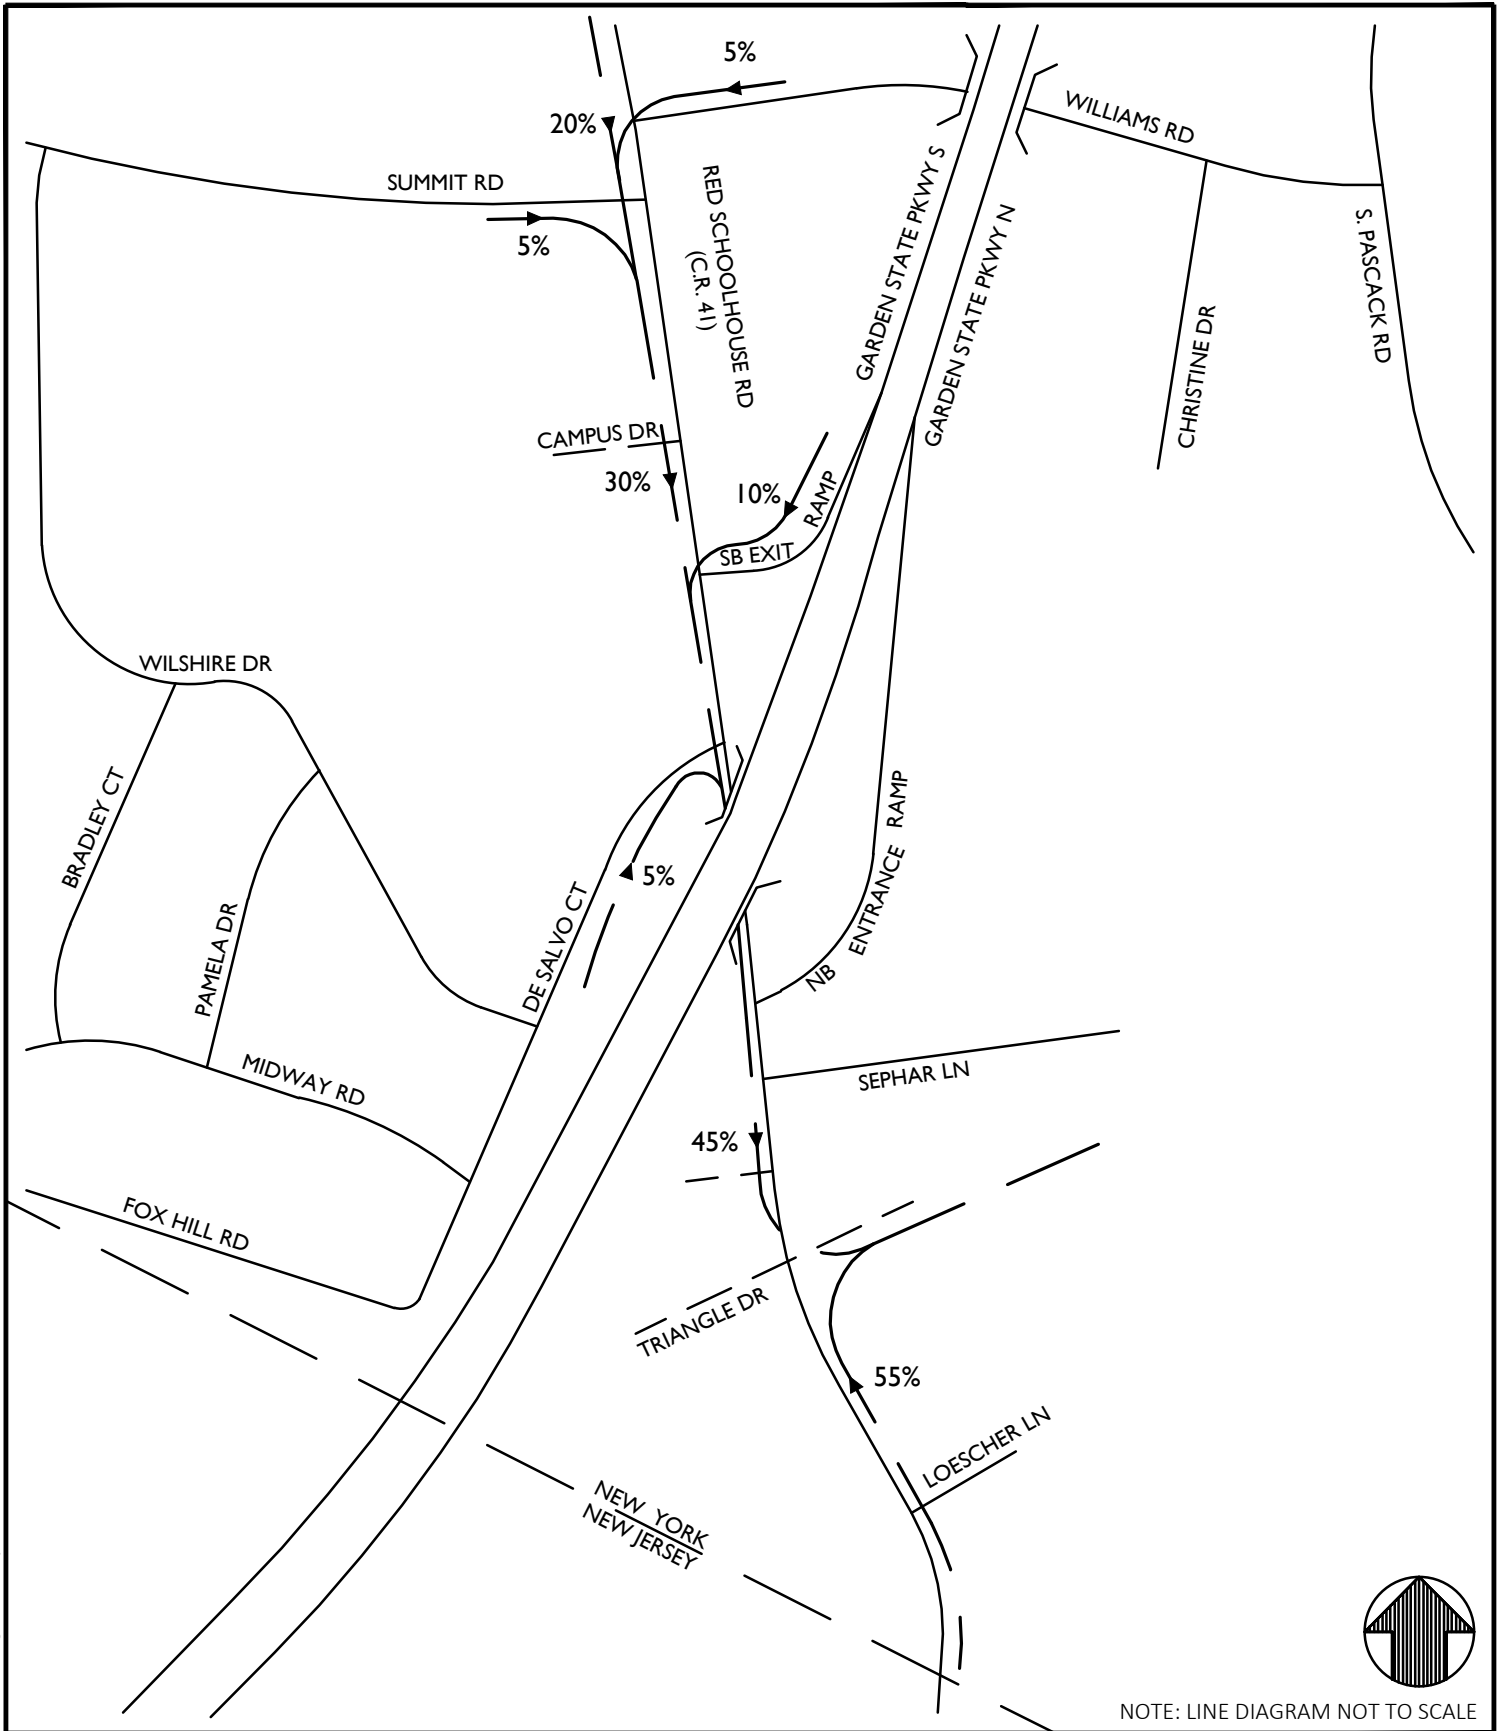 5%
WILLIAMS RD
20%
SUMMIT RD
5%
RED SCHOOLHOUSE RD
(C.R. 41)
GARDEN STATE PKWY S
GARDEN STATE PKWY N
S. PASCACK RD
CHRISTINE DR
CAMPUS DR
30%
10%
SB EXIT RAMP
WILSHIRE DR
BRADLEY CT
PAMELA DR
5%
DE SALVO CT
NB ENTRANCE RAMP
MIDWAY RD
SEPHAR LN
45%
FOX HILL RD
TRIANGLE DR
55%
LOESCHER LN
NEW YORK
NEW JERSEY
NOTE: LINE DIAGRAM NOT TO SCALE